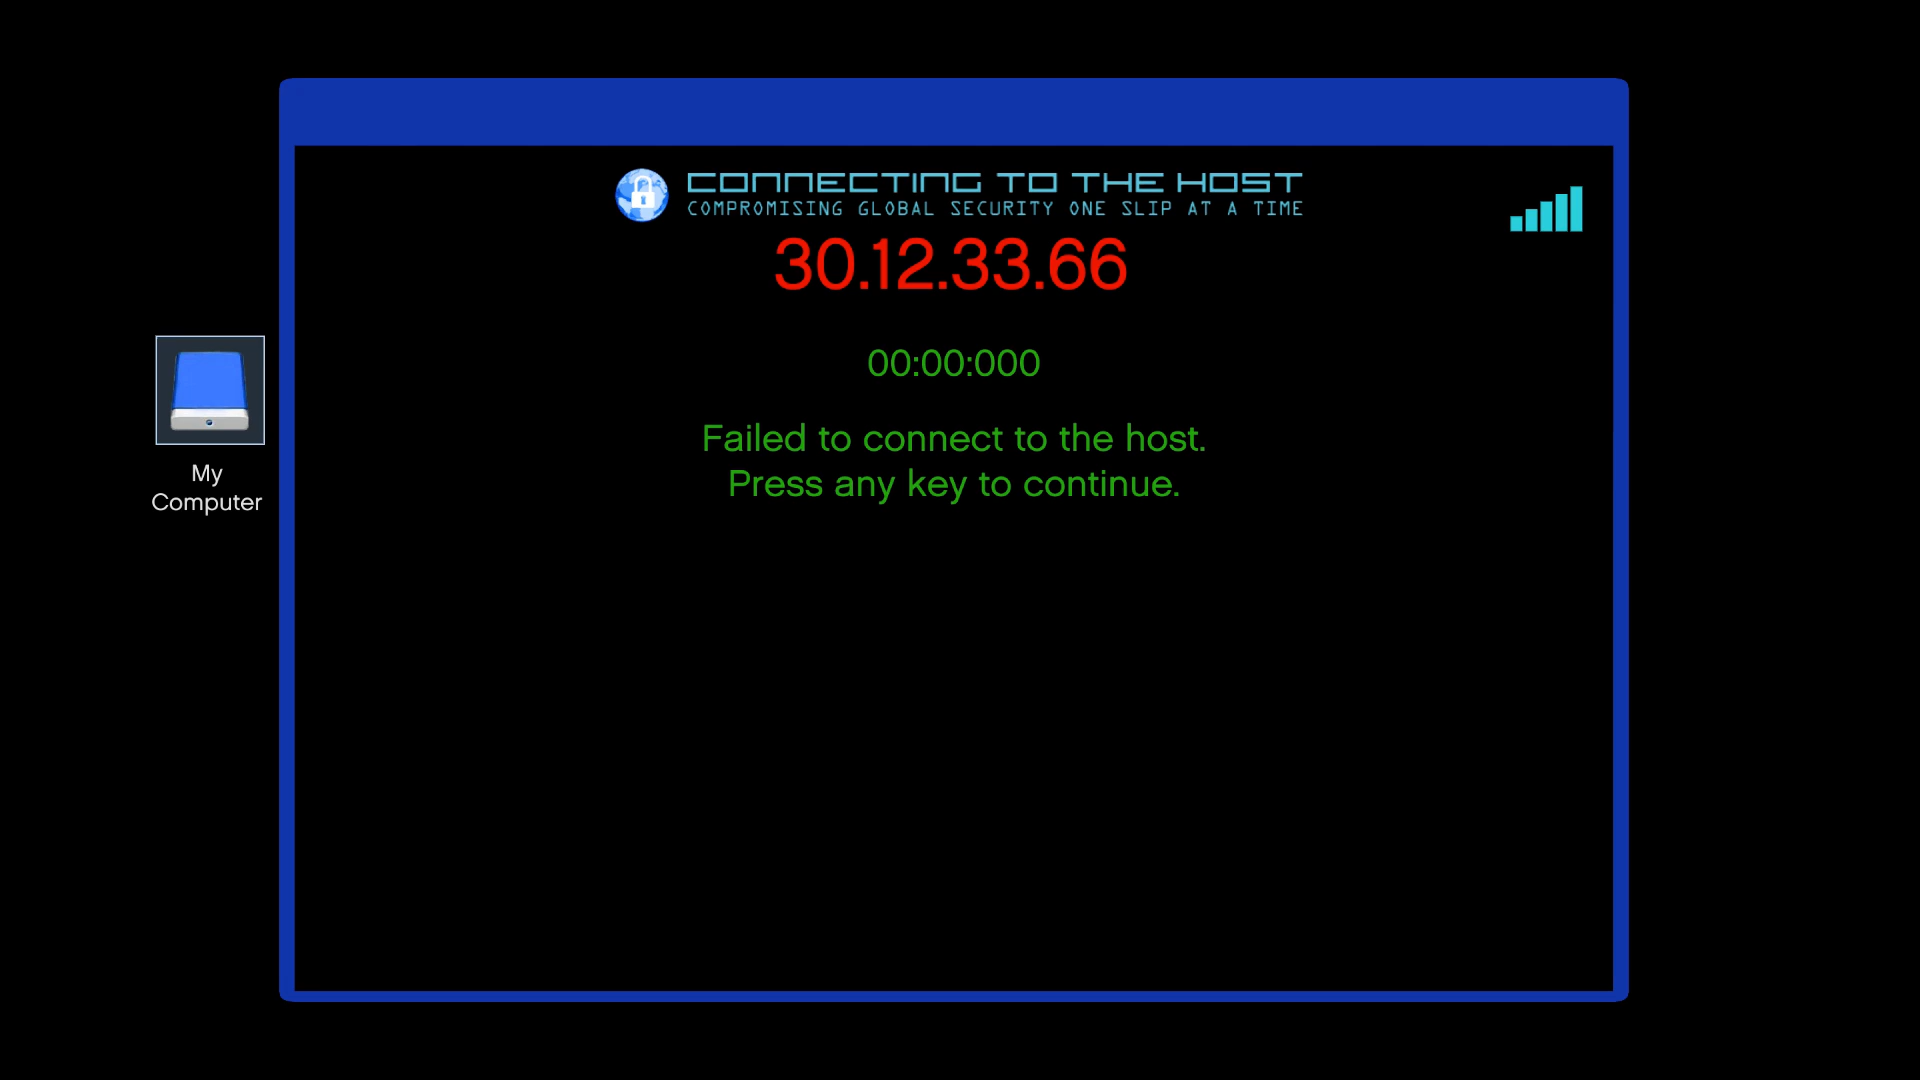 CONNECTING TO THE HOST
COMPROMISING GLOBAL SECURITY ONE SLIP AT A TIME
30.12.33.66
00:00:000
Failed to connect to the host.
Press any key to continue.
My
Computer